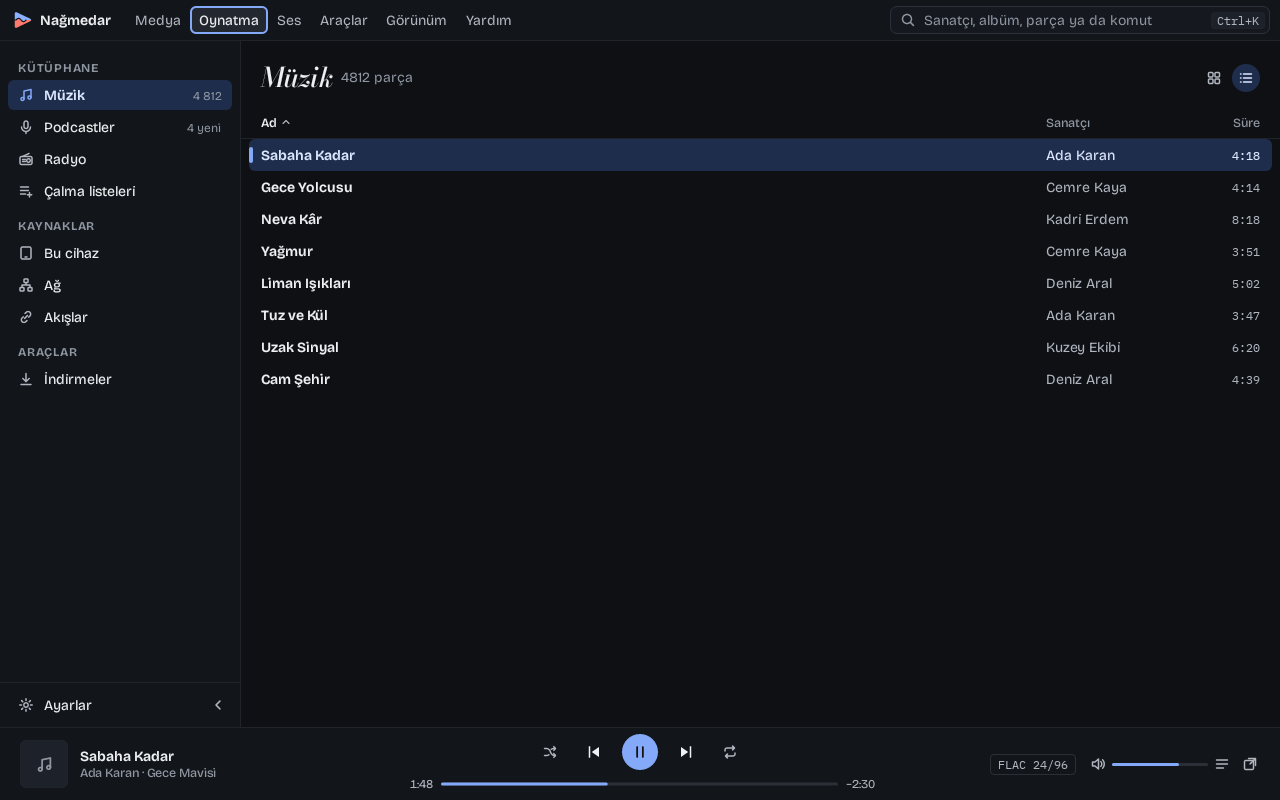 Nağmedar Medya Oynatma Ses Araçlar Görünüm Yardım Sanatçı, albüm, parça ya da komut Ctrl+K
KÜTÜPHANE
Müzik 4 812
Podcastler 4 yeni
Radyo
Çalma listeleri
KAYNAKLAR
Bu cihaz
Ağ
Akışlar
ARAÇLAR
İndirmeler
Ayarlar
Müzik 4812 parça
Ad Sanatçı Süre
Sabaha Kadar Ada Karan 4:18
Gece Yolcusu Cemre Kaya 4:14
Neva Kâr Kadri Erdem 8:18
Yağmur Cemre Kaya 3:51
Liman Işıkları Deniz Aral 5:02
Tuz ve Kül Ada Karan 3:47
Uzak Sinyal Kuzey Ekibi 6:20
Cam Şehir Deniz Aral 4:39
Sabaha Kadar
Ada Karan · Gece Mavisi
1:48 −2:30
FLAC 24/96